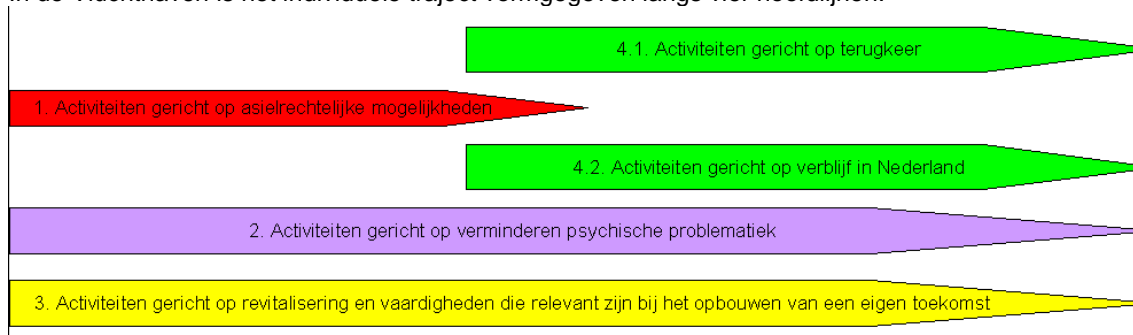 In de Vluchthaven is het individuele traject vormgegeven langs vier hoofdlijnen:
4.1. Activiteiten gericht op terugkeer
1. Activiteiten gericht op asielrechtelijke mogelijkheden
4.2. Activiteiten gericht op verblijf in Nederland
2. Activiteiten gericht op verminderen psychische problematiek
3. Activiteiten gericht op revitalisering en vaardigheden die relevant zijn bij het opbouwen van een eigen toekomst